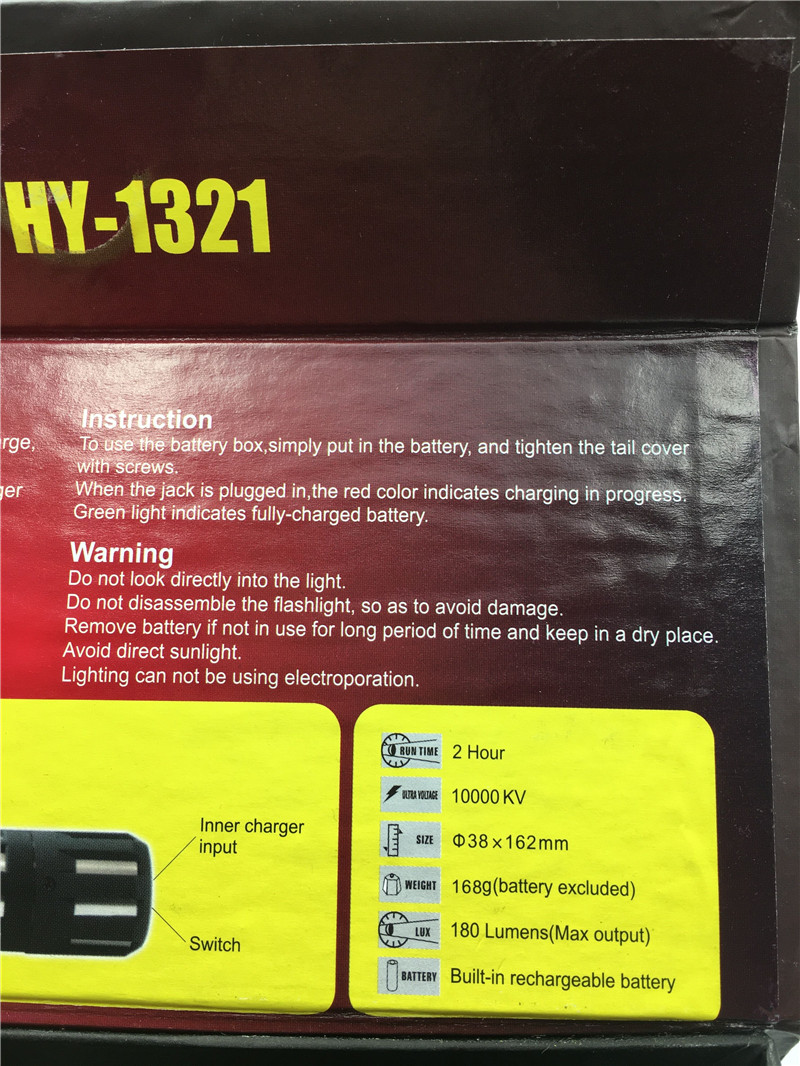 HY-1321
Instruction
To use the battery box,simply put in the battery, and tighten the tail cover
with screws.
When the jack is plugged in,the red color indicates charging in progress.
Green light indicates fully-charged battery.
Warning
Do not look directly into the light.
Do not disassemble the flashlight, so as to avoid damage.
Remove battery if not in use for long period of time and keep in a dry place.
Avoid direct sunlight.
Lighting can not be using electroporation.
Inner charger
input
Switch
RUN TIME 2 Hour
ULTRA VOLTAGE 10000 KV
SIZE Φ38×162mm
WEIGHT 168g(battery excluded)
LUX 180 Lumens(Max output)
BATTERY Built-in rechargeable battery